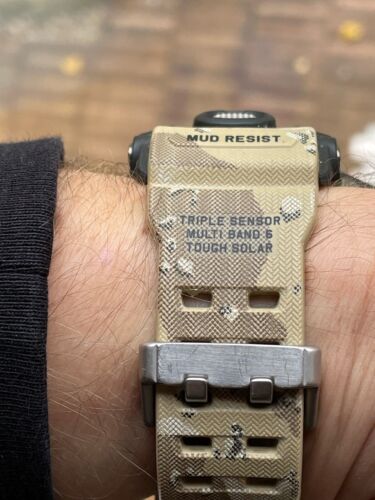 MUD RESIST
TRIPLE SENSOR
MULTI BAND 6
TOUGH SOLAR